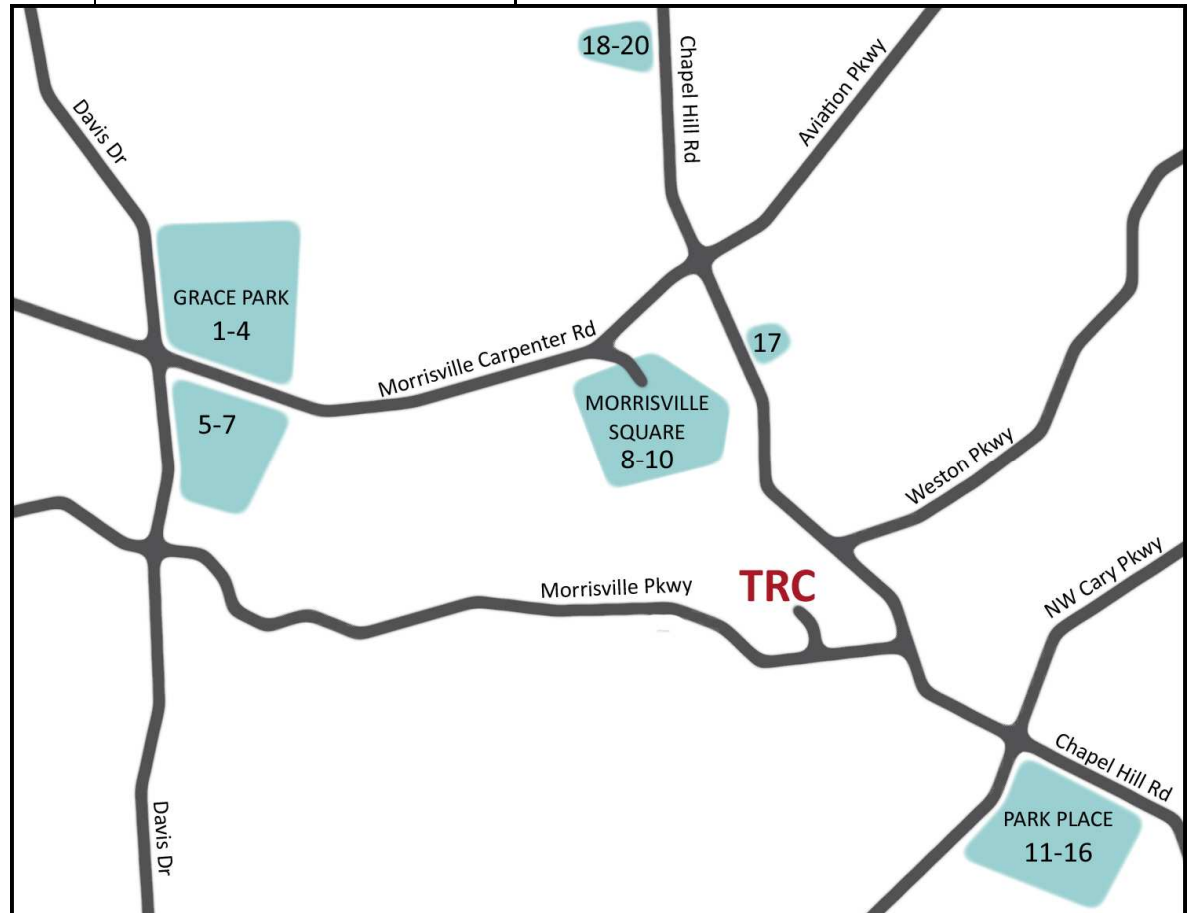 18-20
Chapel Hill Rd
Aviation Pkwy
Davis Dr
GRACE PARK
1-4
Morrisville Carpenter Rd
17
5-7
MORRISVILLE
SQUARE
8-10
Weston Pkwy
Morrisville Pkwy
TRC
NW Cary Pkwy
Chapel Hill Rd
PARK PLACE
11-16
Davis Dr